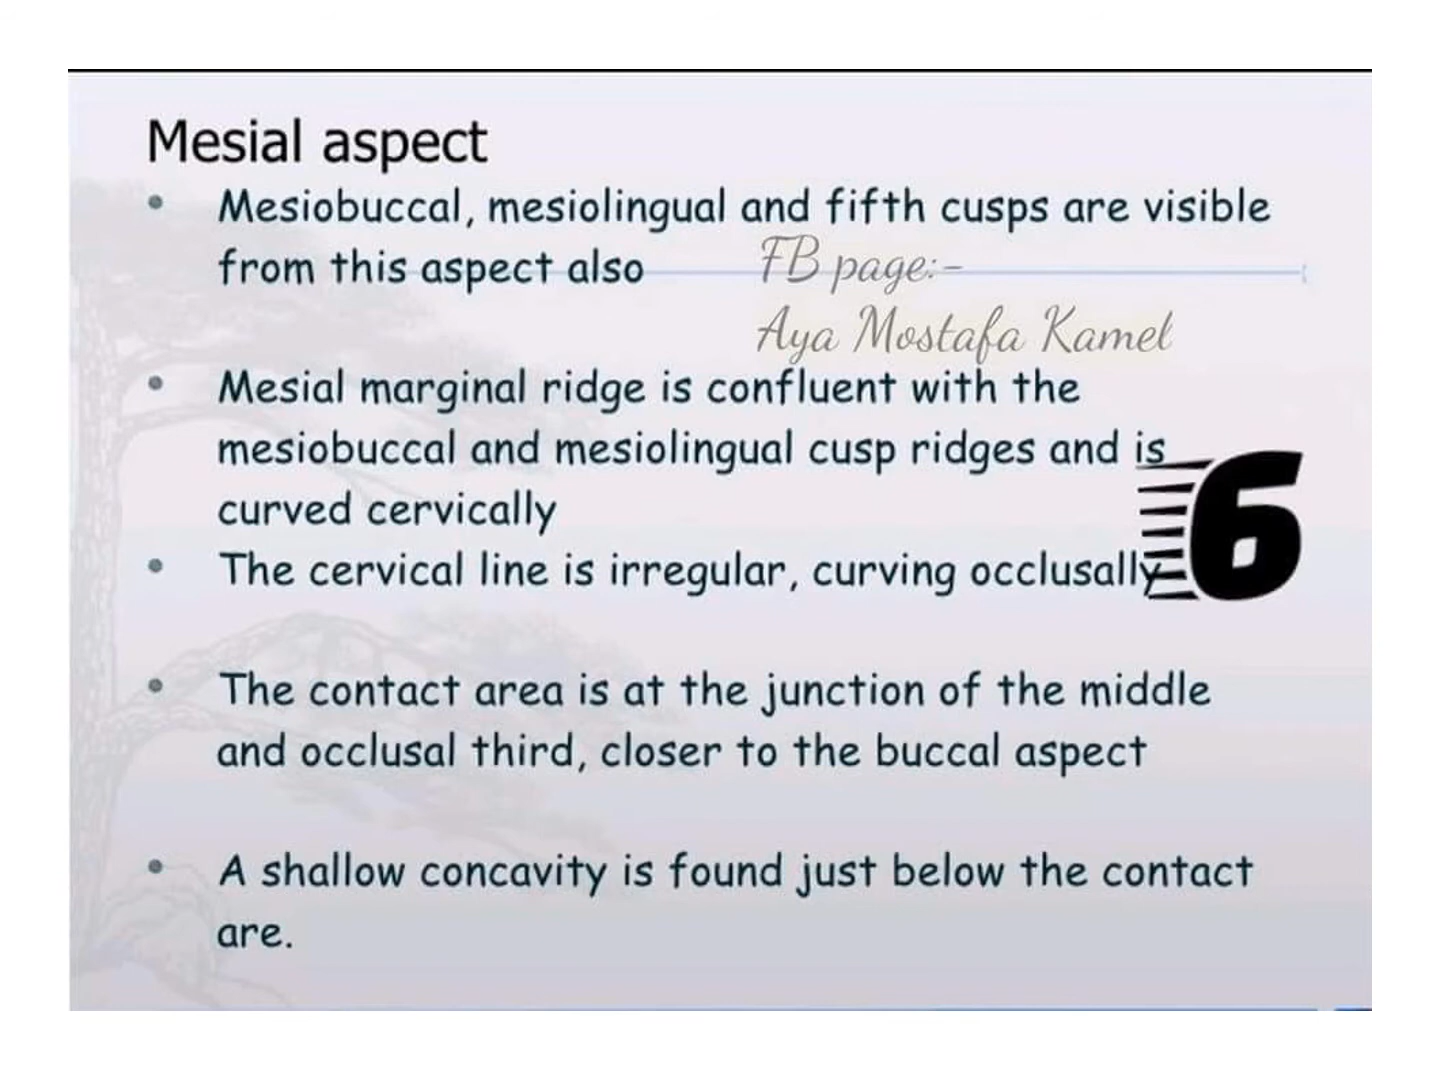 Mesial aspect
• Mesiobuccal, mesiolingual and fifth cusps are visible
from this aspect also
FB page:-
Aya Mostafa Kamel
• Mesial marginal ridge is confluent with the
mesiobuccal and mesiolingual cusp ridges and is
curved cervically
6
• The cervical line is irregular, curving occlusally
• The contact area is at the junction of the middle
and occlusal third, closer to the buccal aspect
• A shallow concavity is found just below the contact
are.